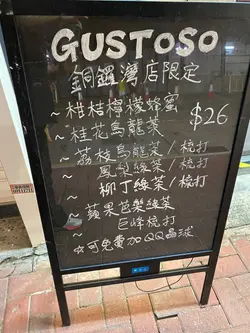 GUSTOSO
銅鑼灣店限定
~柑桔檸檬蜂蜜
$26
~桂花烏龍茶
~荔枝烏龍茶/梳打
~鳳梨綠茶/梳打
~柳丁綠茶/梳打
~蘋果芭樂綠茶
~巨峰梳打
☆可免費加QQ晶球